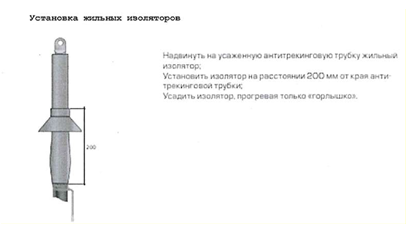 Установка жильных изоляторов
Надвинуть на усаженную антитрекинговую трубку жильный
изолятор;
Установить изолятор на расстоянии 200 мм от края анти-
трекинговой трубки;
Усадить изолятор, прогревая только «горлышко».
200